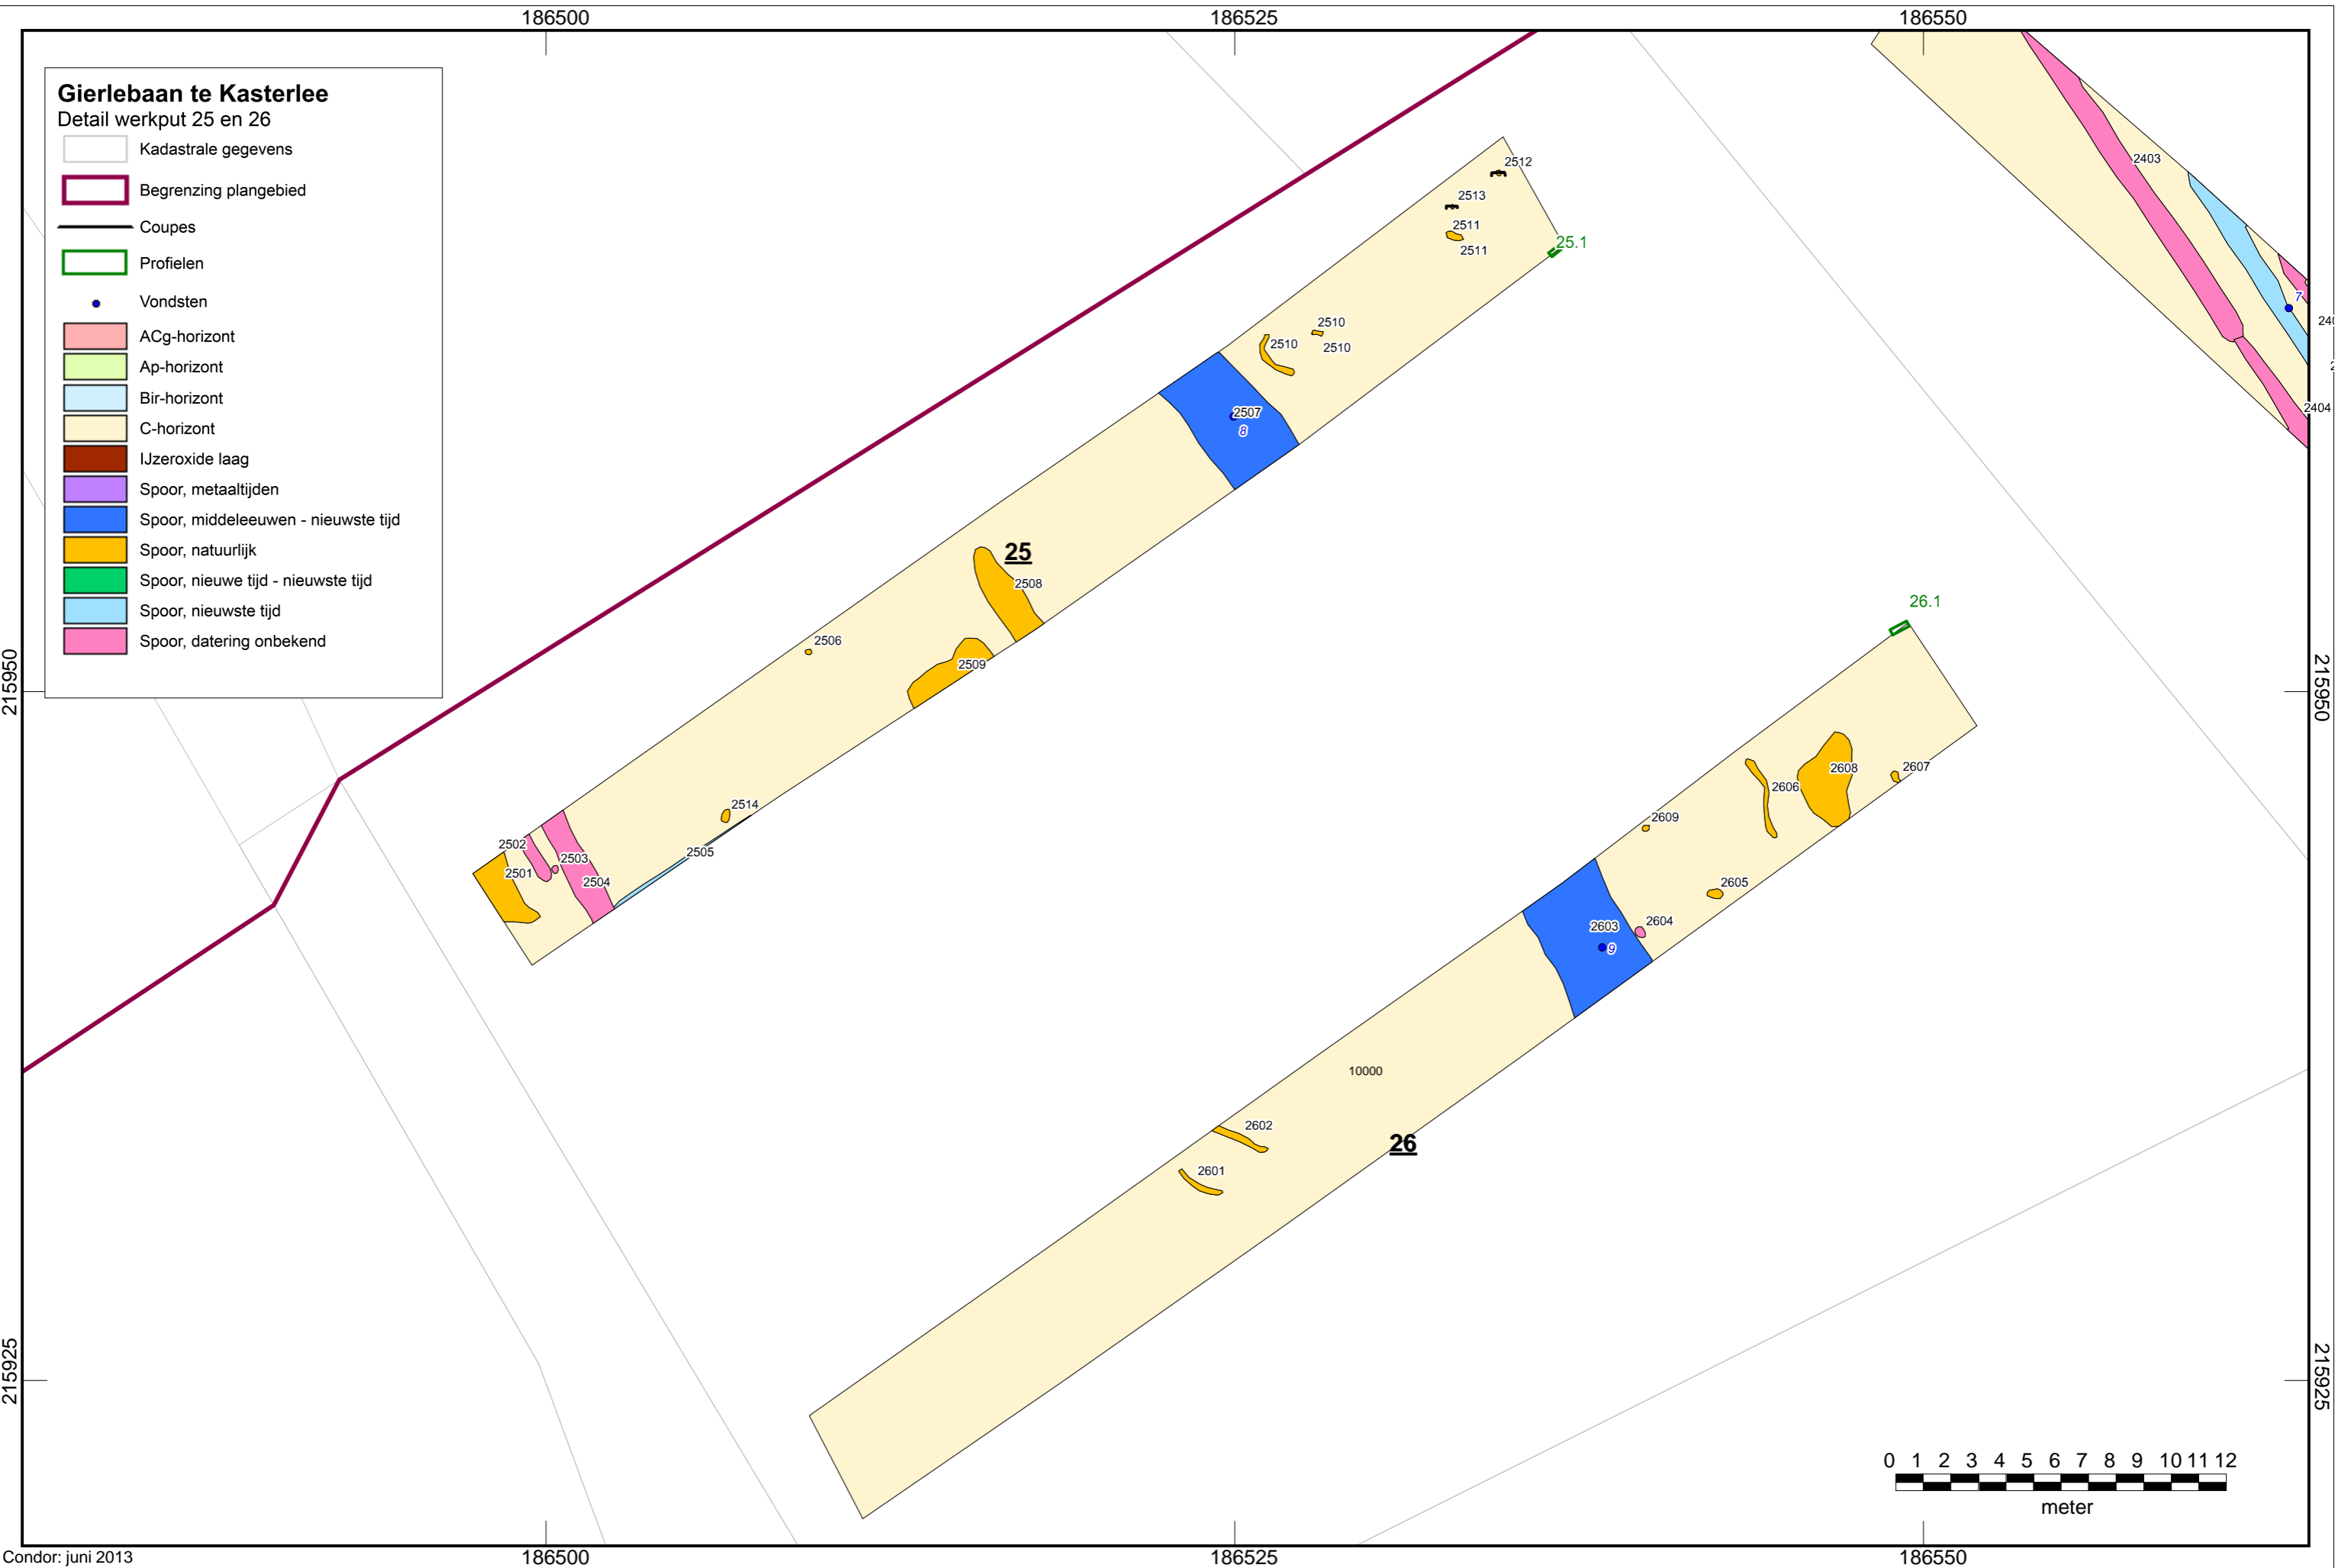 186500
186525
186550
Gierlebaan te Kasterlee
Detail werkput 25 en 26
Kadastrale gegevens
Begrenzing plangebied
Coupes
Profielen
Vondsten
ACg-horizont
Ap-horizont
Bir-horizont
C-horizont
IJzeroxide laag
Spoor, metaaltijden
Spoor, middeleeuwen - nieuwste tijd
Spoor, natuurlijk
Spoor, nieuwe tijd - nieuwste tijd
Spoor, nieuwste tijd
Spoor, datering onbekend
2403
2512
2513
2511
2511
25.1
7
240
2510
2510
2510
2404
2507
8
25
2508
26.1
2506
2509
215950
215950
2608
2607
2606
2514
2609
2502
2505
2503
2501
2504
2605
2604
2603
9
10000
2602
26
2601
215925
215925
0 1 2 3 4 5 6 7 8 9 10 11 12
meter
Condor: juni 2013
186500
186525
186550